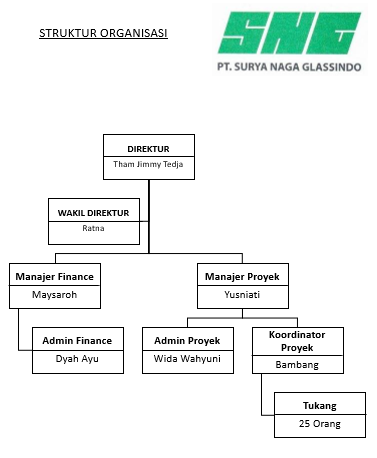 STRUKTUR ORGANISASI
SNG
PT. SURYA NAGA GLASSINDO
DIREKTUR
Tham Jimmy Tedja
WAKIL DIREKTUR
Ratna
Manajer Finance
Maysaroh
Manajer Proyek
Yusniati
Admin Finance
Dyah Ayu
Admin Proyek
Wida Wahyuni
Koordinator
Proyek
Bambang
Tukang
25 Orang